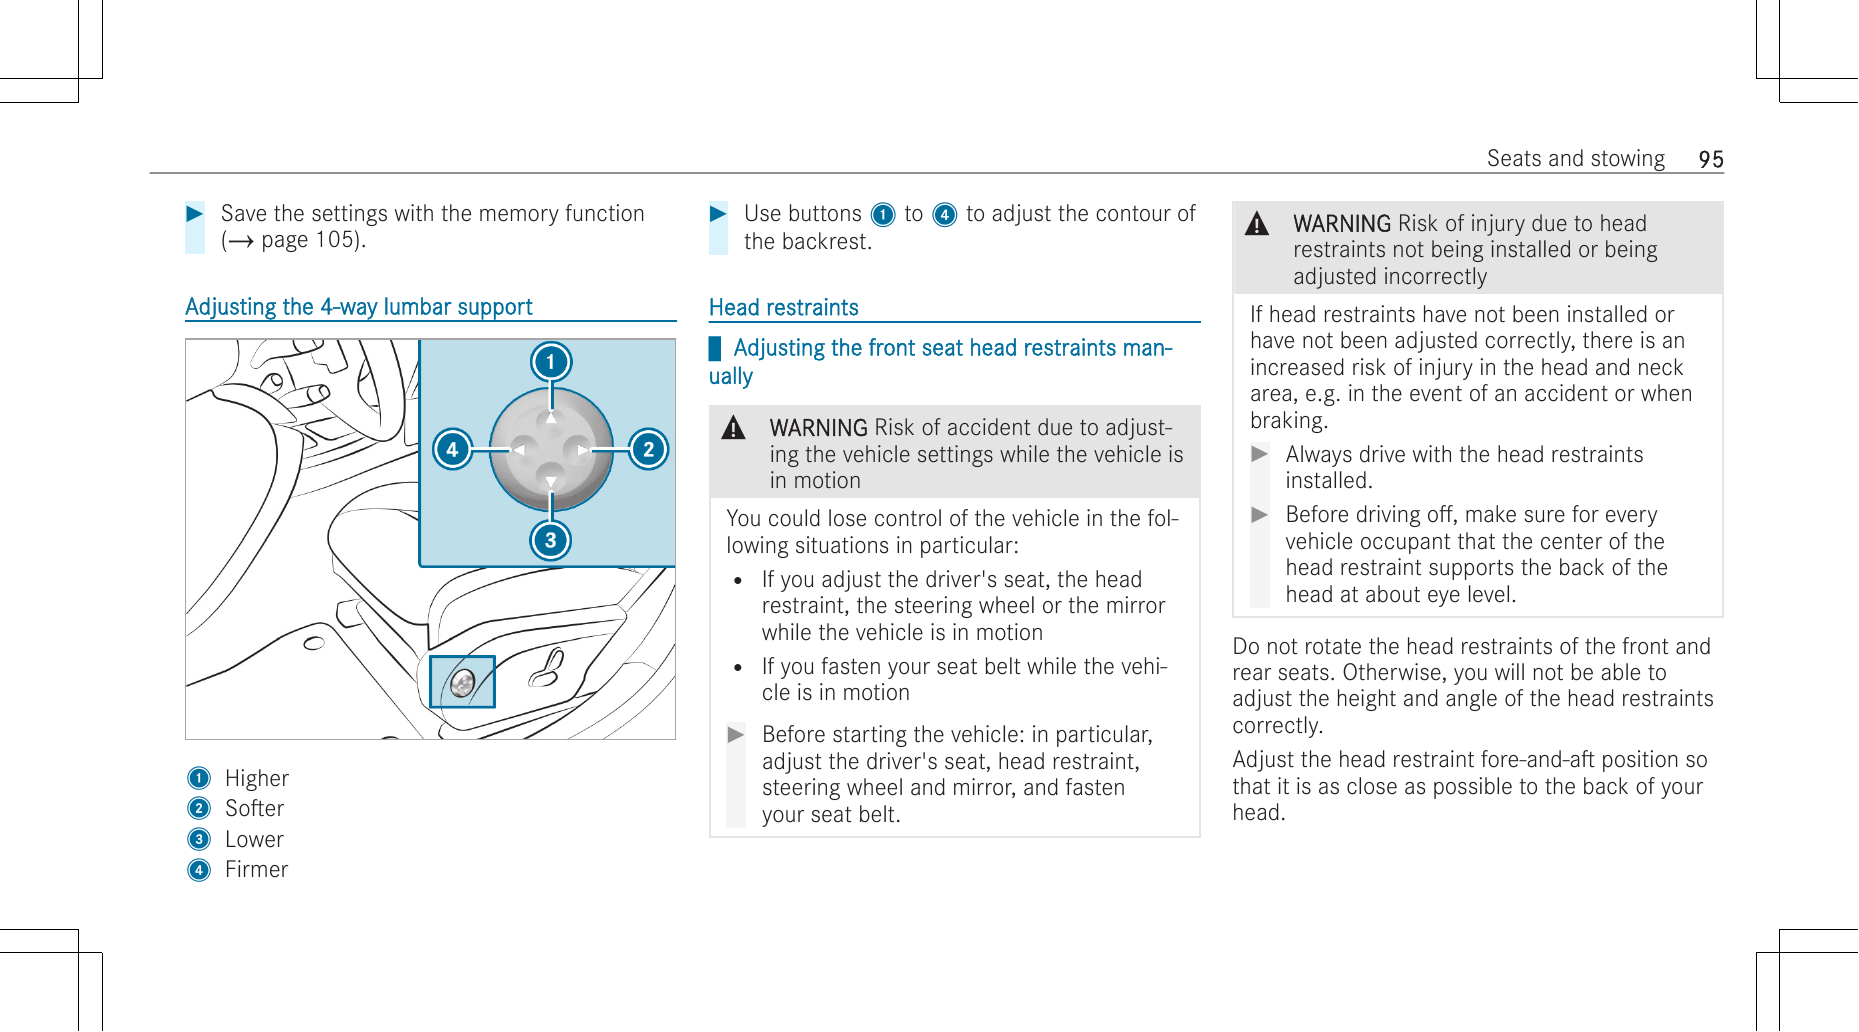 Seats and stowing 95
► Save the settings with the memory function
(→ page 105).
Adjusting the 4-way lumbar support
1
4
2
3
1 Higher
2 Softer
3 Lower
4 Firmer
► Use buttons 1 to 4 to adjust the contour of
the backrest.
Head restraints
Adjusting the front seat head restraints man-
ually
WARNING Risk of accident due to adjust-
ing the vehicle settings while the vehicle is
in motion
You could lose control of the vehicle in the fol-
lowing situations in particular:
• If you adjust the driver's seat, the head
restraint, the steering wheel or the mirror
while the vehicle is in motion
• If you fasten your seat belt while the vehi-
cle is in motion
► Before starting the vehicle: in particular,
adjust the driver's seat, head restraint,
steering wheel and mirror, and fasten
your seat belt.
WARNING Risk of injury due to head
restraints not being installed or being
adjusted incorrectly
If head restraints have not been installed or
have not been adjusted correctly, there is an
increased risk of injury in the head and neck
area, e.g. in the event of an accident or when
braking.
► Always drive with the head restraints
installed.
► Before driving off, make sure for every
vehicle occupant that the center of the
head restraint supports the back of the
head at about eye level.
Do not rotate the head restraints of the front and
rear seats. Otherwise, you will not be able to
adjust the height and angle of the head restraints
correctly.
Adjust the head restraint fore-and-aft position so
that it is as close as possible to the back of your
head.